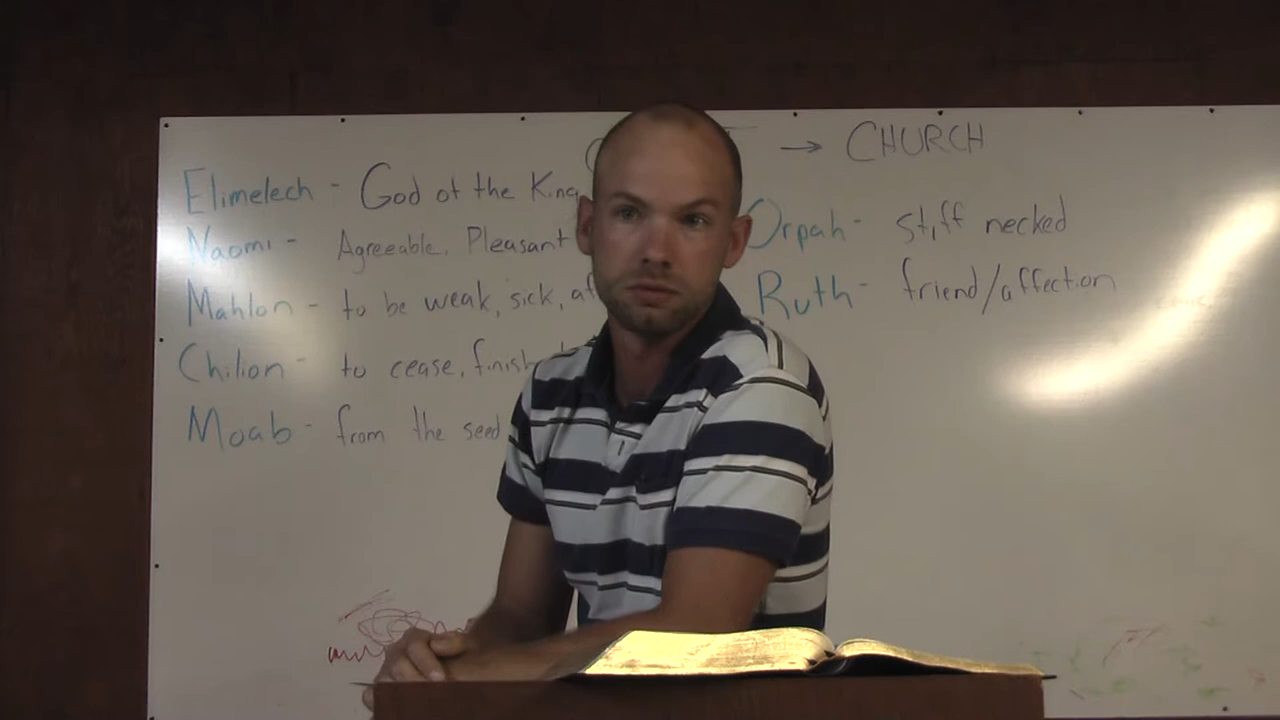 → CHURCH
Elimelech - God of the King
Naomi - Agreeable, Pleasant
Mahlon - to be weak, sick,
Chilion - to cease, finish
Moab - from the seed
Orpah - stiff necked
Ruth - friend/affection